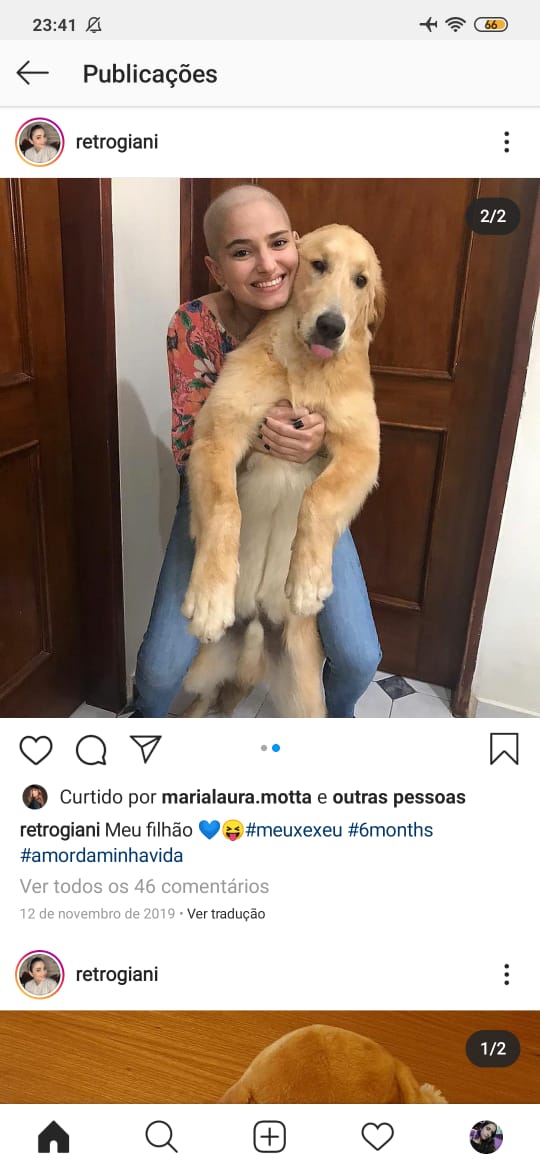 23:41
66
Publicações
retrogiani
2/2
Curtido por marialaura.motta e outras pessoas
retrogiani Meu filhão 💙😝#meuxexeu #6months
#amordaminhavida
Ver todos os 46 comentários
12 de novembro de 2019 • Ver tradução
retrogiani
1/2